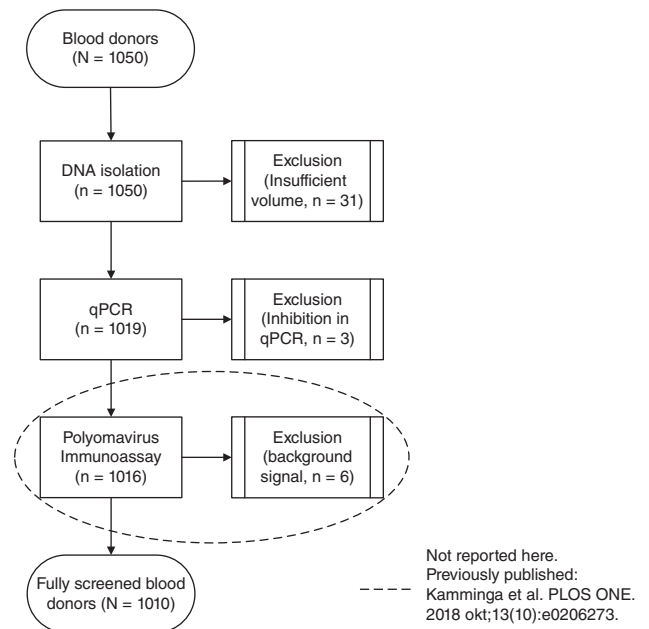 Blood donors
(N = 1050)
DNA isolation
(n = 1050)
Exclusion
(Insufficient
volume, n = 31)
qPCR
(n = 1019)
Exclusion
(Inhibition in
qPCR, n = 3)
Polyomavirus
Immunoassay
(n = 1016)
Exclusion
(background
signal, n = 6)
Fully screened blood
donors (N = 1010)
Not reported here.
Previously published:
Kamminga et al. PLOS ONE.
2018 okt;13(10):e0206273.